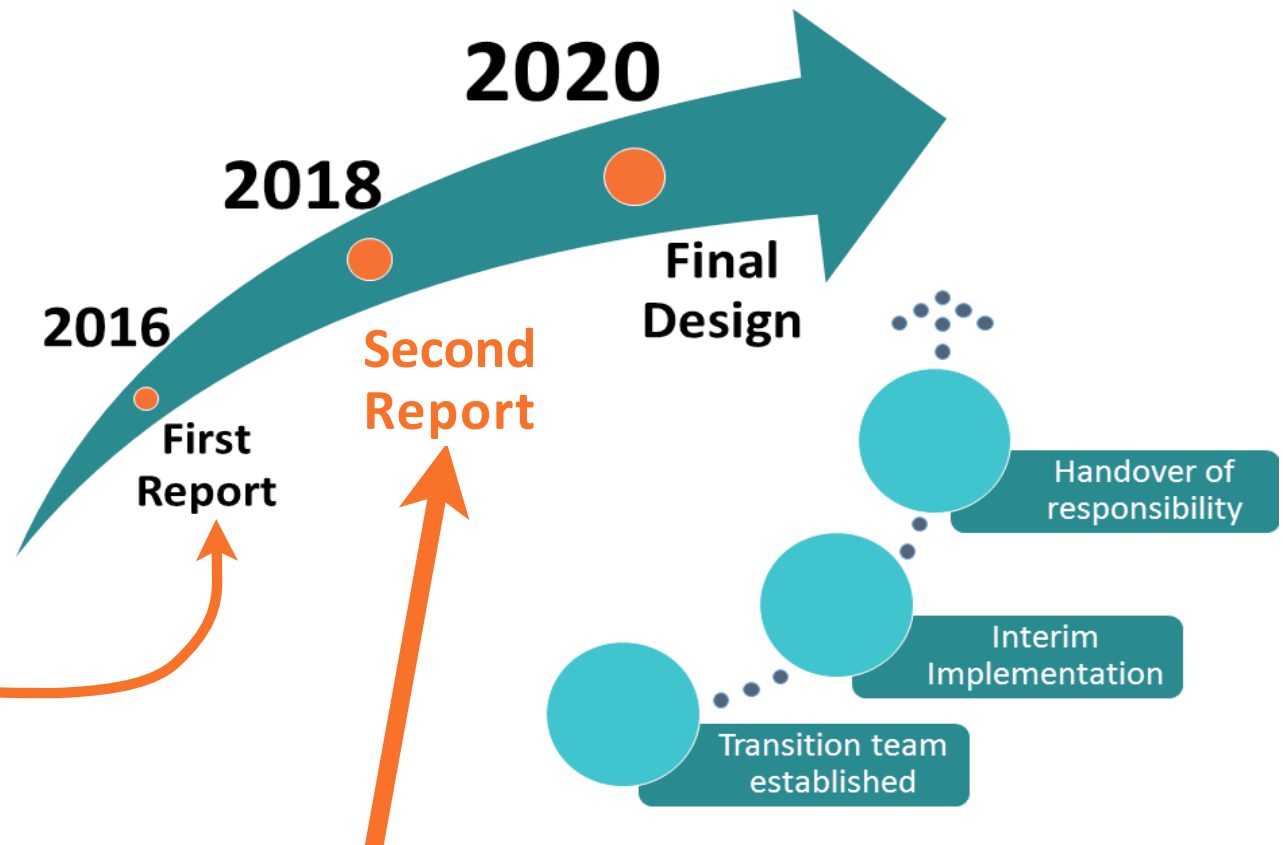 2020
2018
2016
Final
Design
Second
Report
First
Report
Handover of
responsibility
Interim
Implementation
Transition team
established